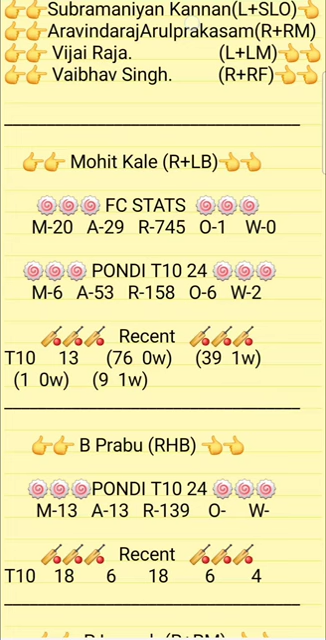 👉👉Subramaniyan Kannan(L+SLO)👈👈
👉👉AravindarajArulprakasam(R+RM)
👉👉 Vijai Raja. (L+LM)👈👈
👉👉 Vaibhav Singh. (R+RF)👈👈
👉👉 Mohit Kale (R+LB)👈👈
🍥🍥🍥 FC STATS 🍥🍥🍥
M-20 A-29 R-745 O-1 W-0
🍥🍥🍥 PONDI T10 24 🍥🍥🍥
M-6 A-53 R-158 O-6 W-2
🏏🏏🏏 Recent 🏏🏏🏏
T10 13 (76 0w) (39 1w)
(1 0w) (9 1w)
👉👉 B Prabu (RHB) 👈👈
🍥🍥🍥PONDI T10 24 🍥🍥🍥
M-13 A-13 R-139 O- W-
🏏🏏🏏 Recent 🏏🏏🏏
T10 18 6 18 6 4